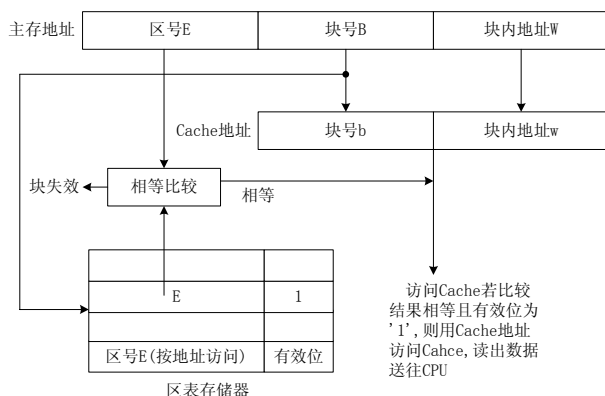 主存地址 区号E 块号B 块内地址W
Cache地址 块号b 块内地址w
块失效 相等比较 相等
E 1
区号E(按地址访问) 有效位
区表存储器
访问Cache若比较
结果相等且有效位为
'1',则用Cache地址
访问Cahce,读出数据
送往CPU